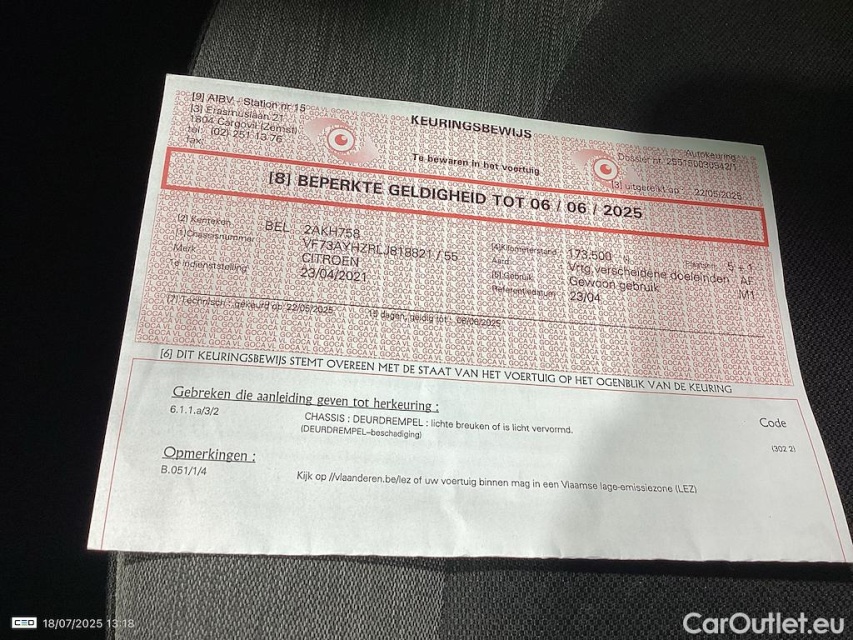 [9] AIBV - Station nr 15
[3] Erasmuslaan 21
1804 Cargovil (Zemst)
tel: (02) 251 13 76
fax:
KEURINGSBEWIJS
Te bewaren in het voertuig
Autokeuring
Dossier nr.
[3] uitgereikt op : 22/05/2025
[8] BEPERKTE GELDIGHEID TOT 06 / 06 / 2025
[2] Kenteken BEL 2AKH758
[1] Chassisnummer VF73AYHZRLJ818821 / 55
Merk CITROEN
Te indienststelling 23/04/2021
[4] Kilometerstand 173.500
5 + 1
Aard Vrtg.verscheidene doeleinden AF
[5] Gebruik Gewoon gebruik M1
Referentiedatum 23/04
[7] Technisch : gekeurd op: 22/05/2025 15 dagen, geldig tot: 06/06/2025
[6] DIT KEURINGSBEWIJS STEMT OVEREEN MET DE STAAT VAN HET VOERTUIG OP HET OGENBLIK VAN DE KEURING
Gebreken die aanleiding geven tot herkeuring :
Code
6.1.1.a/3/2 CHASSIS : DEURDREMPEL : lichte breuken of is licht vervormd.
(DEURDREMPEL-beschadiging) (302 2)
Opmerkingen :
B.051/1/4 Kijk op //vlaanderen.be/lez of uw voertuig binnen mag in een Vlaamse lage-emissiezone (LEZ)
CED 18/07/2025 13:18
CarOutlet.eu